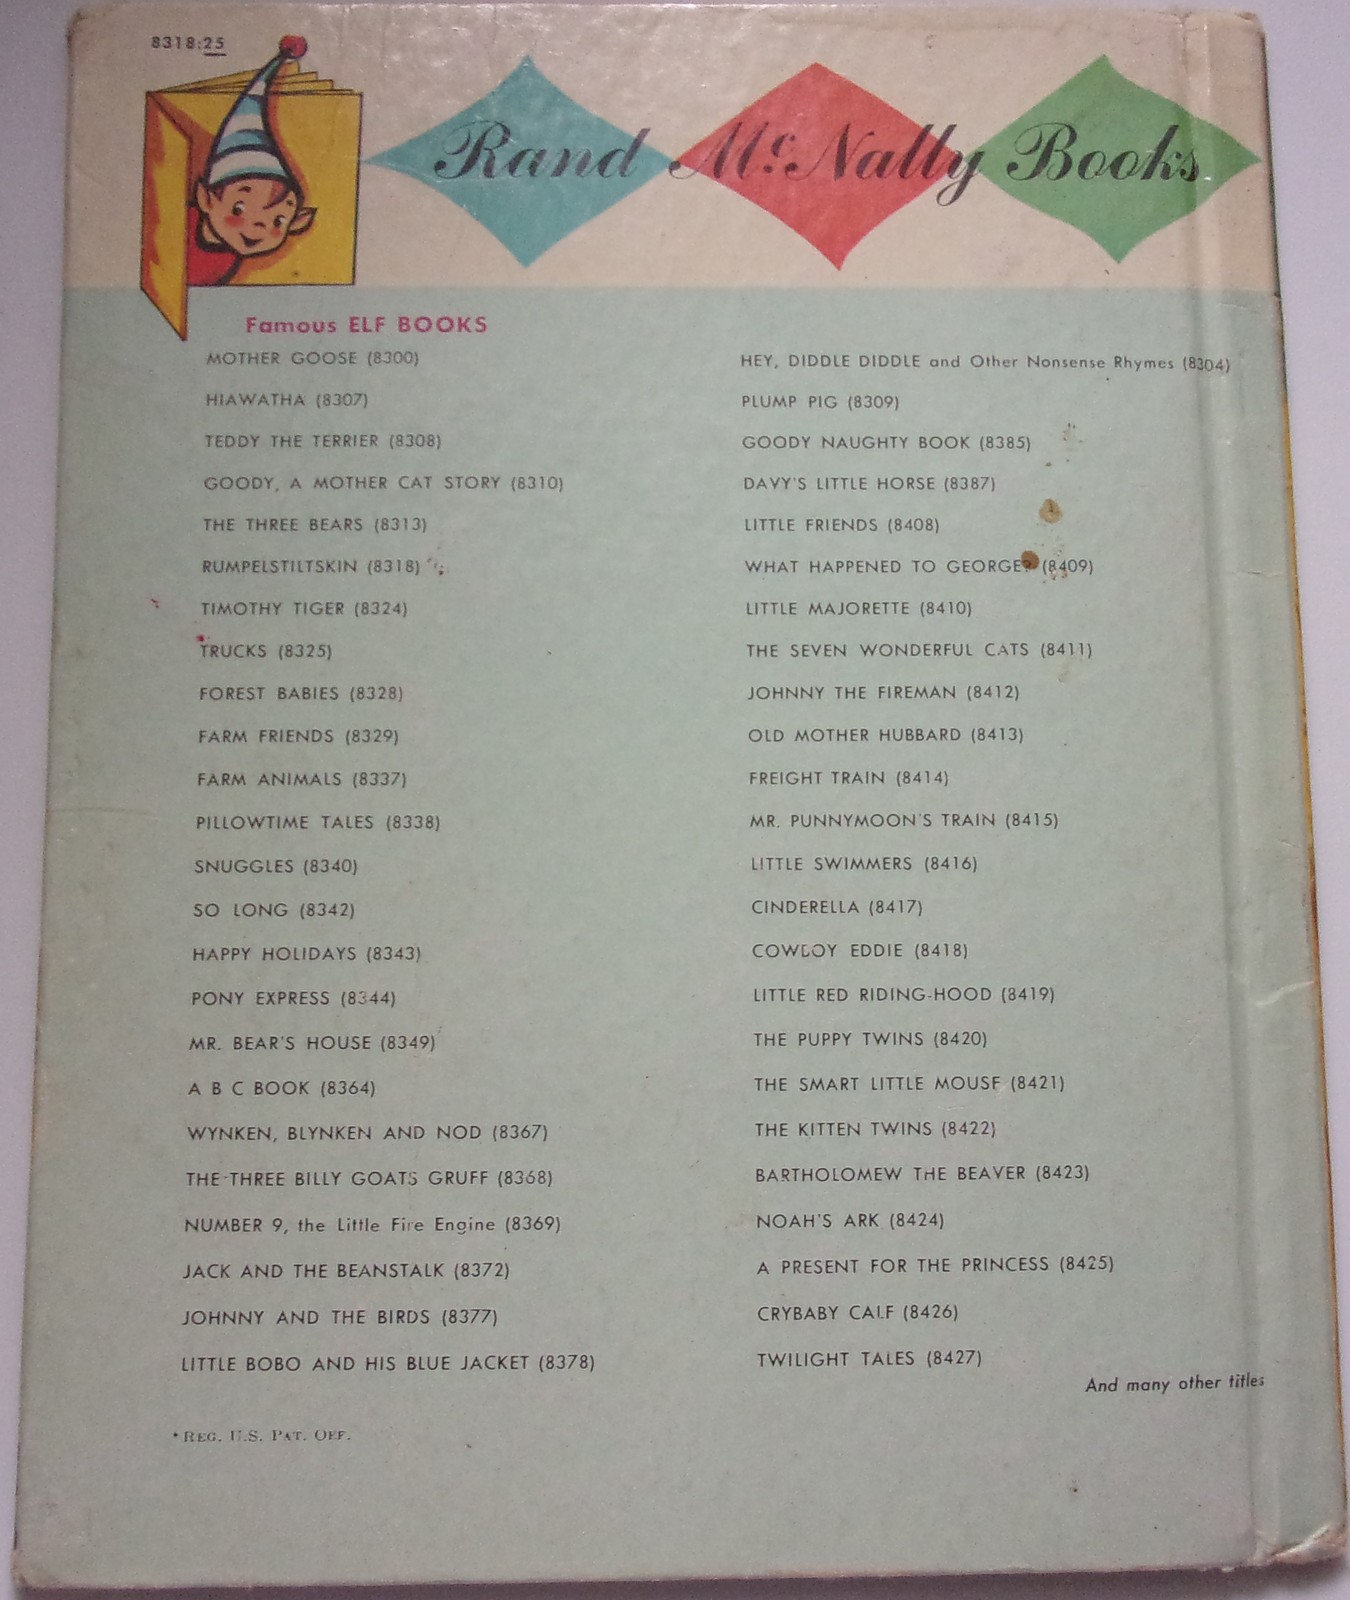 8318:25
Rand McNally Books
Famous ELF BOOKS
MOTHER GOOSE (8300)
HIAWATHA (8307)
TEDDY THE TERRIER (8308)
GOODY, A MOTHER CAT STORY (8310)
THE THREE BEARS (8313)
RUMPELSTILTSKIN (8318)
TIMOTHY TIGER (8324)
TRUCKS (8325)
FOREST BABIES (8328)
FARM FRIENDS (8329)
FARM ANIMALS (8337)
PILLOWTIME TALES (8338)
SNUGGLES (8340)
SO LONG (8342)
HAPPY HOLIDAYS (8343)
PONY EXPRESS (8344)
MR. BEAR'S HOUSE (8349)
A B C BOOK (8364)
WYNKEN, BLYNKEN AND NOD (8367)
THE THREE BILLY GOATS GRUFF (8368)
NUMBER 9, the Little Fire Engine (8369)
JACK AND THE BEANSTALK (8372)
JOHNNY AND THE BIRDS (8377)
LITTLE BOBO AND HIS BLUE JACKET (8378)
HEY, DIDDLE DIDDLE and Other Nonsense Rhymes (8304)
PLUMP PIG (8309)
GOODY NAUGHTY BOOK (8385)
DAVY'S LITTLE HORSE (8387)
LITTLE FRIENDS (8408)
WHAT HAPPENED TO GEORGE? (8409)
LITTLE MAJORETTE (8410)
THE SEVEN WONDERFUL CATS (8411)
JOHNNY THE FIREMAN (8412)
OLD MOTHER HUBBARD (8413)
FREIGHT TRAIN (8414)
MR. PUNNYMOON'S TRAIN (8415)
LITTLE SWIMMERS (8416)
CINDERELLA (8417)
COWBOY EDDIE (8418)
LITTLE RED RIDING-HOOD (8419)
THE PUPPY TWINS (8420)
THE SMART LITTLE MOUSE (8421)
THE KITTEN TWINS (8422)
BARTHOLOMEW THE BEAVER (8423)
NOAH'S ARK (8424)
A PRESENT FOR THE PRINCESS (8425)
CRYBABY CALF (8426)
TWILIGHT TALES (8427)
And many other titles
*REG. U.S. PAT. OFF.